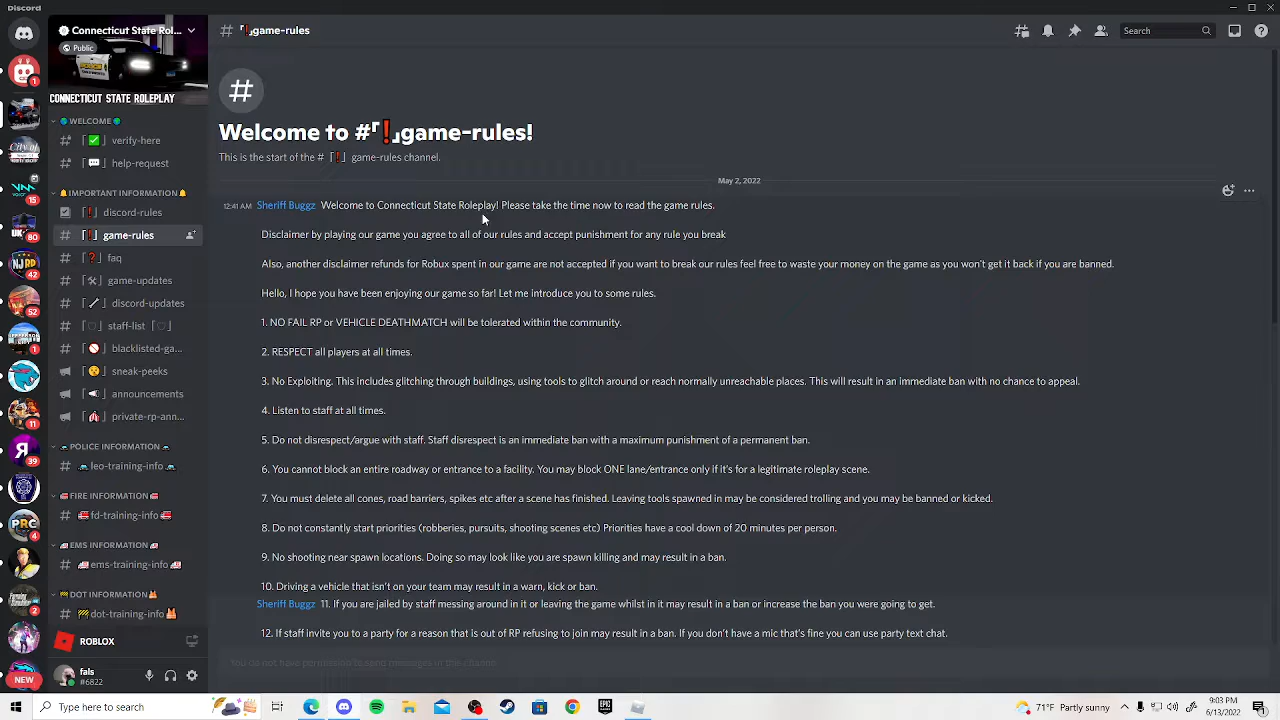 Discord
Connecticut State Rol...
Public
CONNECTICUT STATE ROLEPLAY
WELCOME
verify-here
help-request
IMPORTANT INFORMATION
discord-rules
game-rules
faq
game-updates
discord-updates
staff-list
blacklisted-ga...
sneak-peeks
announcements
private-rp-ann...
POLICE INFORMATION
leo-training-info
FIRE INFORMATION
fd-training-info
EMS INFORMATION
ems-training-info
DOT INFORMATION
dot-training-info
ROBLOX
fals
#6822
1
15
80
NJRP
42
52
1
11
39
PRC
4
2
NEW
# 「❗」game-rules
Search
Welcome to #「❗」game-rules!
This is the start of the # 「❗」 game-rules channel.
May 2, 2022
12:41 AM Sheriff Buggz Welcome to Connecticut State Roleplay! Please take the time now to read the game rules.
Disclaimer by playing our game you agree to all of our rules and accept punishment for any rule you break
Also, another disclaimer refunds for Robux spent in our game are not accepted if you want to break our rules feel free to waste your money on the game as you won't get it back if you are banned.
Hello, I hope you have been enjoying our game so far! Let me introduce you to some rules.
1. NO FAIL RP or VEHICLE DEATHMATCH will be tolerated within the community.
2. RESPECT all players at all times.
3. No Exploiting. This includes glitching through buildings, using tools to glitch around or reach normally unreachable places. This will result in an immediate ban with no chance to appeal.
4. Listen to staff at all times.
5. Do not disrespect/argue with staff. Staff disrespect is an immediate ban with a maximum punishment of a permanent ban.
6. You cannot block an entire roadway or entrance to a facility. You may block ONE lane/entrance only if it's for a legitimate roleplay scene.
7. You must delete all cones, road barriers, spikes etc after a scene has finished. Leaving tools spawned in may be considered trolling and you may be banned or kicked.
8. Do not constantly start priorities (robberies, pursuits, shooting scenes etc) Priorities have a cool down of 20 minutes per person.
9. No shooting near spawn locations. Doing so may look like you are spawn killing and may result in a ban.
10. Driving a vehicle that isn't on your team may result in a warn, kick or ban.
Sheriff Buggz 11. If you are jailed by staff messing around in it or leaving the game whilst in it may result in a ban or increase the ban you were going to get.
12. If staff invite you to a party for a reason that is out of RP refusing to join may result in a ban. If you don't have a mic that's fine you can use party text chat.
You do not have permission to send messages in this channel.
Type here to search
71°F Partly sunny
9:03 PM
6/13/2022